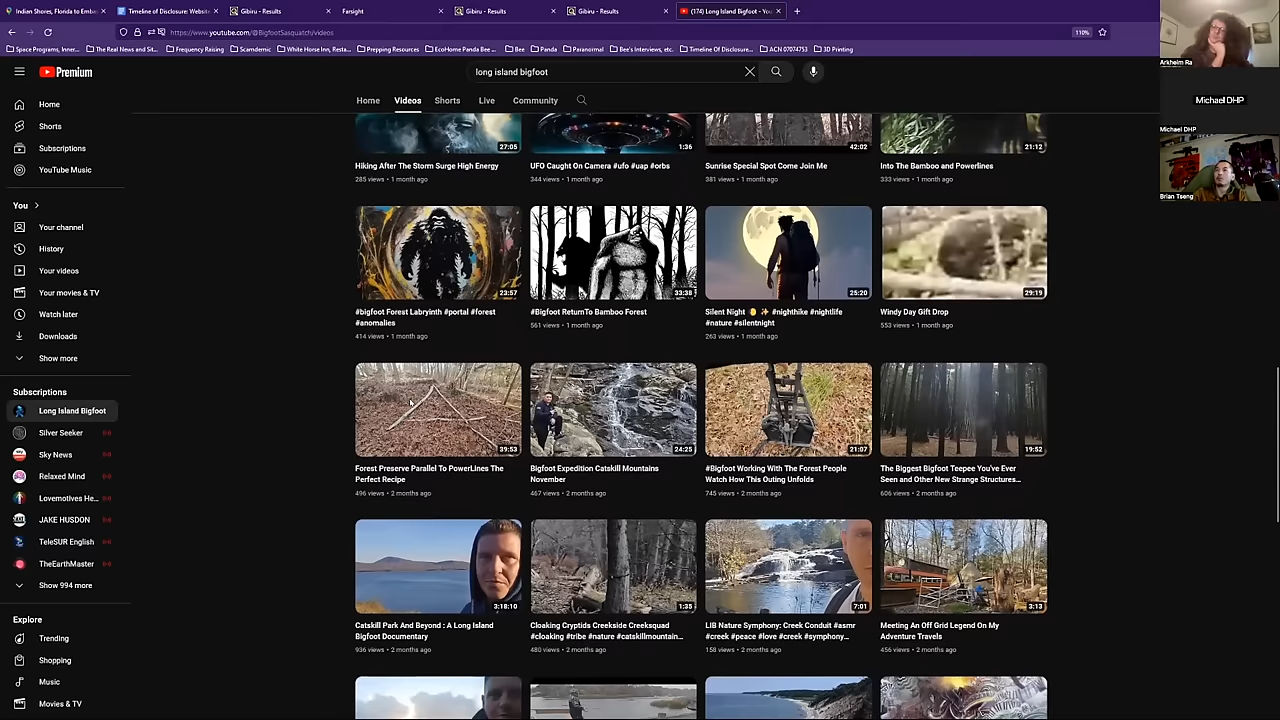 Indian Shores, Florida to Emb
Timeline of Disclosure: Websit
Gibiru - Results
Farsight
Gibiru - Results
Gibiru - Results
(174) Long Island Bigfoot - You
https://www.youtube.com/@BigfootSasquatch/videos
110%
Space Programs, Inner...
The Real News and Sit...
Frequency Raising
Scamdemic
White Horse Inn, Resta...
Prepping Resources
EcoHome Panda Bee ...
Bee
Panda
Paranormal
Bee's Interviews, etc.
Timeline Of Disclosure...
ACN 07074753
3D Printing
Premium
long island bigfoot
Home
Videos
Shorts
Live
Community
Home
Shorts
Subscriptions
YouTube Music
You
Your channel
History
Your videos
Your movies & TV
Watch later
Downloads
Show more
Subscriptions
Long Island Bigfoot
Silver Seeker
Sky News
Relaxed Mind
Lovemotives He...
JAKE HUSDON
TeleSUR English
TheEarthMaster
Show 994 more
Explore
Trending
Shopping
Music
Movies & TV
27:05
1:36
42:02
21:12
Hiking After The Storm Surge High Energy
285 views • 1 month ago
UFO Caught On Camera #ufo #uap #orbs
344 views • 1 month ago
Sunrise Special Spot Come Join Me
381 views • 1 month ago
Into The Bamboo and Powerlines
333 views • 1 month ago
23:57
33:38
25:20
29:19
#bigfoot Forest Labryinth #portal #forest
#anomalies
414 views • 1 month ago
#Bigfoot ReturnTo Bamboo Forest
561 views • 1 month ago
Silent Night 🌖 ✨ #nighthike #nightlife
#nature #silentnight
263 views • 1 month ago
Windy Day Gift Drop
553 views • 1 month ago
39:53
24:25
21:07
19:52
Forest Preserve Parallel To PowerLines The
Perfect Recipe
496 views • 2 months ago
Bigfoot Expedition Catskill Mountains
November
467 views • 2 months ago
#Bigfoot Working With The Forest People
Watch How This Outing Unfolds
745 views • 2 months ago
The Biggest Bigfoot Teepee You've Ever
Seen and Other New Strange Structures...
606 views • 2 months ago
3:18:10
1:35
7:01
3:13
Catskill Park And Beyond : A Long Island
Bigfoot Documentary
936 views • 2 months ago
Cloaking Cryptids Creekside Creeksquad
#cloaking #tribe #nature #catskillmountain...
480 views • 2 months ago
LIB Nature Symphony: Creek Conduit #asmr
#creek #peace #love #creek #symphony...
158 views • 2 months ago
Meeting An Off Grid Legend On My
Adventure Travels
456 views • 2 months ago
Arkheim Ra
Michael DHP
Michael DHP
Brian Tseng